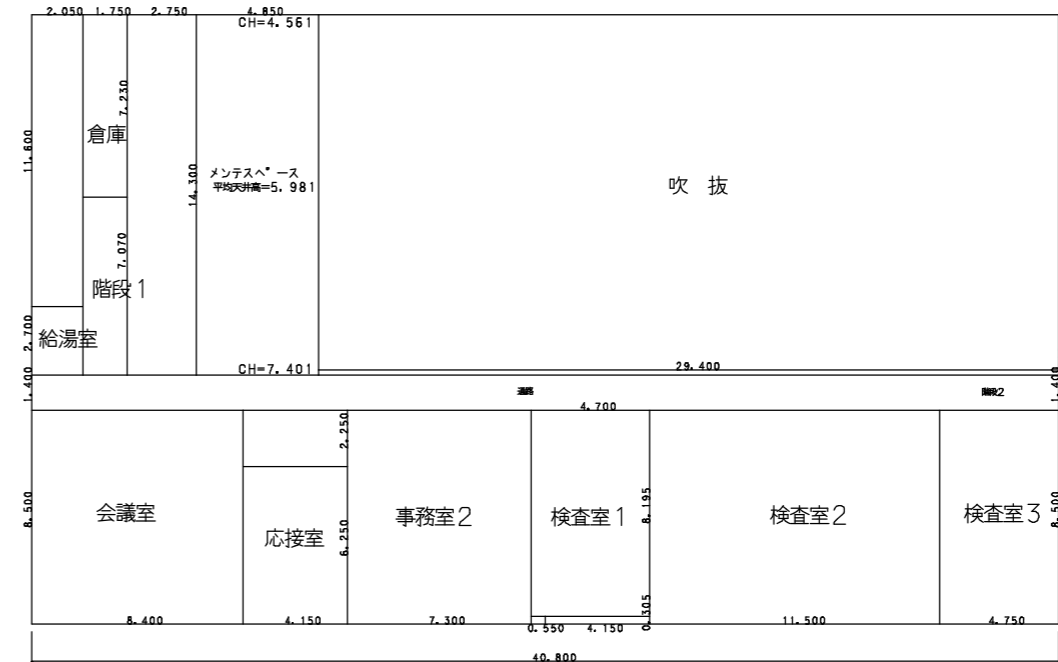 2.050 1.750 2.750 4.850
CH=4.561
11.600
7.230
倉庫
14.300
メンテスペース
平均天井高=5.981
吹 抜
7.070
階段1
2.700
給湯室
CH=7.401
29.400
1.400
通路
階段2
1.400
4.700
2.250
8.500
会議室
応接室
6.250
事務室2
検査室1
8.195
検査室2
検査室3
8.500
0.305
8.400
4.150
7.300
0.550 4.150
11.500
4.750
40.800